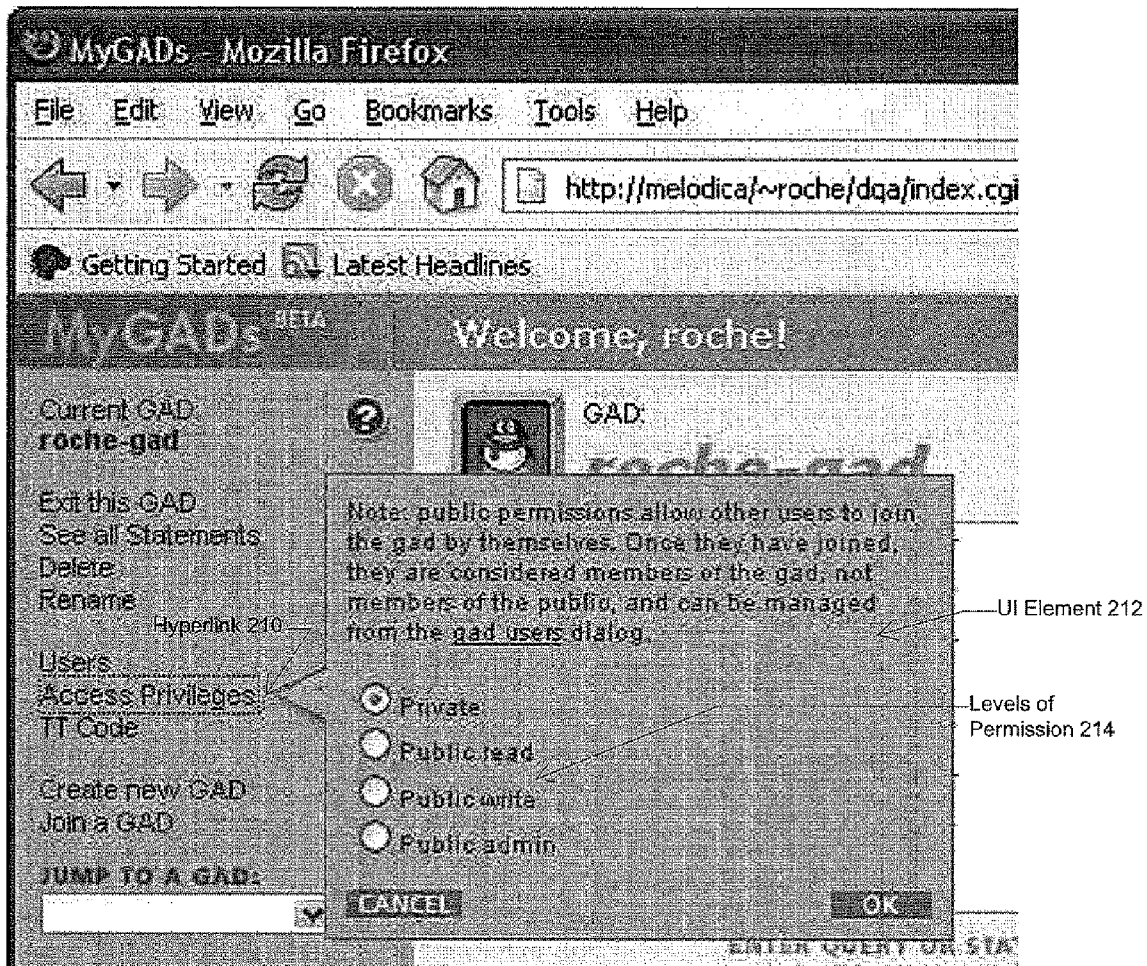 MyGADs - Mozilla Firefox
File Edit View Go Bookmarks Tools Help
http://melodica/~roche/dqa/index.cgi
Getting Started Latest Headlines
MyGADs BETA
Welcome, roche!
Current GAD
roche-gad
?
GAD:
roche-gad
Exit this GAD
See all Statements
Delete
Rename
Hyperlink 210
Users
Access Privileges
TT Code
Create new GAD
Join a GAD
JUMP TO A GAD:
Note: public permissions allow other users to join
the gad by themselves. Once they have joined,
they are considered members of the gad, not
members of the public, and can be managed
from the gad users dialog.
Private
Public read
Public write
Public admin
CANCEL
OK
UI Element 212
Levels of
Permission 214
ENTER QUERY OR STA